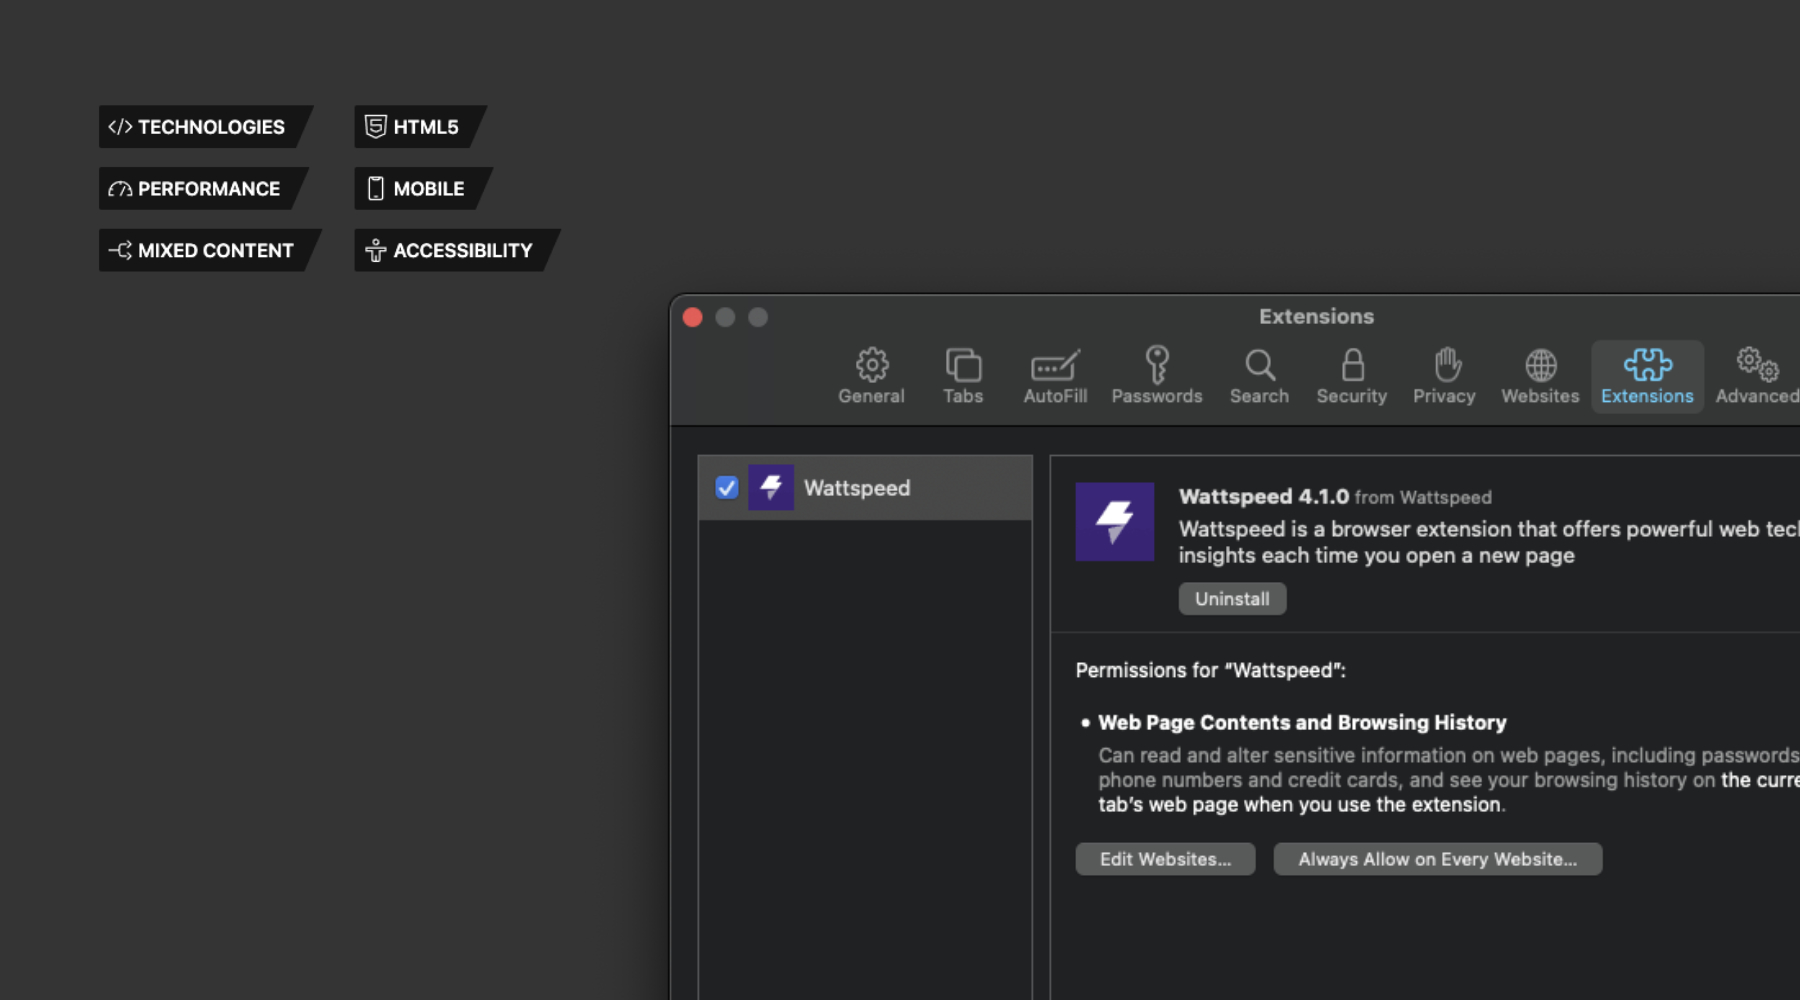 TECHNOLOGIES
HTML5
PERFORMANCE
MOBILE
MIXED CONTENT
ACCESSIBILITY
Extensions
General
Tabs
AutoFill
Passwords
Search
Security
Privacy
Websites
Extensions
Advanced
Wattspeed
Wattspeed 4.1.0 from Wattspeed
Wattspeed is a browser extension that offers powerful web
insights each time you open a new page
Uninstall
Permissions for “Wattspeed”:
• Web Page Contents and Browsing History
Can read and alter sensitive information on web pages, including passwords
phone numbers and credit cards, and see your browsing history on the
tab’s web page when you use the extension.
Edit Websites...
Always Allow on Every Website...